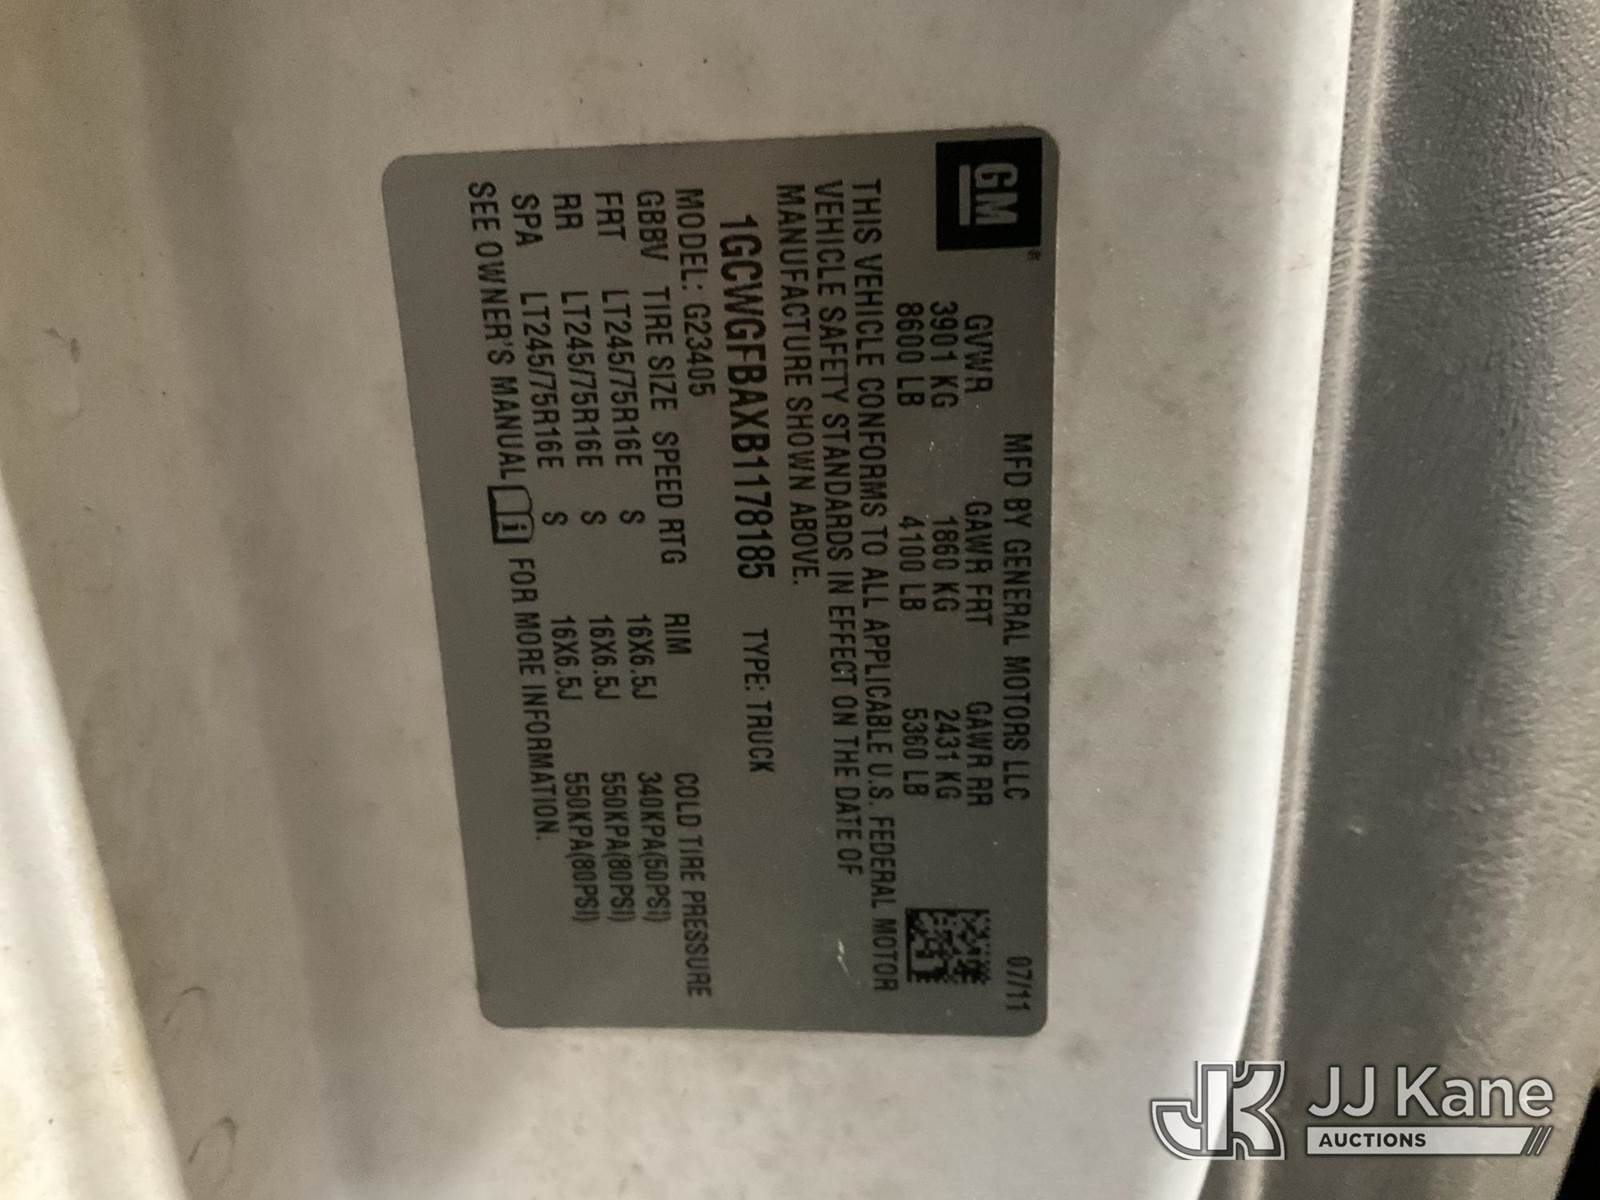 GM®
MFD BY GENERAL MOTORS LLC 07/11
GVWR GAWR FRT GAWR RR
3901 KG 1860 KG 2431 KG
8600 LB 4100 LB 5360 LB
THIS VEHICLE CONFORMS TO ALL APPLICABLE U.S. FEDERAL MOTOR
VEHICLE SAFETY STANDARDS IN EFFECT ON THE DATE OF
MANUFACTURE SHOWN ABOVE.
1GCWGFBAXB1178185 TYPE: TRUCK
MODEL: G23405
GBBV TIRE SIZE SPEED RTG RIM COLD TIRE PRESSURE
FRT LT245/75R16E S 16X6.5J 340KPA(50PSI)
RR LT245/75R16E S 16X6.5J 550KPA(80PSI)
SPA LT245/75R16E S 16X6.5J 550KPA(80PSI)
SEE OWNER'S MANUAL i FOR MORE INFORMATION.
JK JJ Kane
AUCTIONS